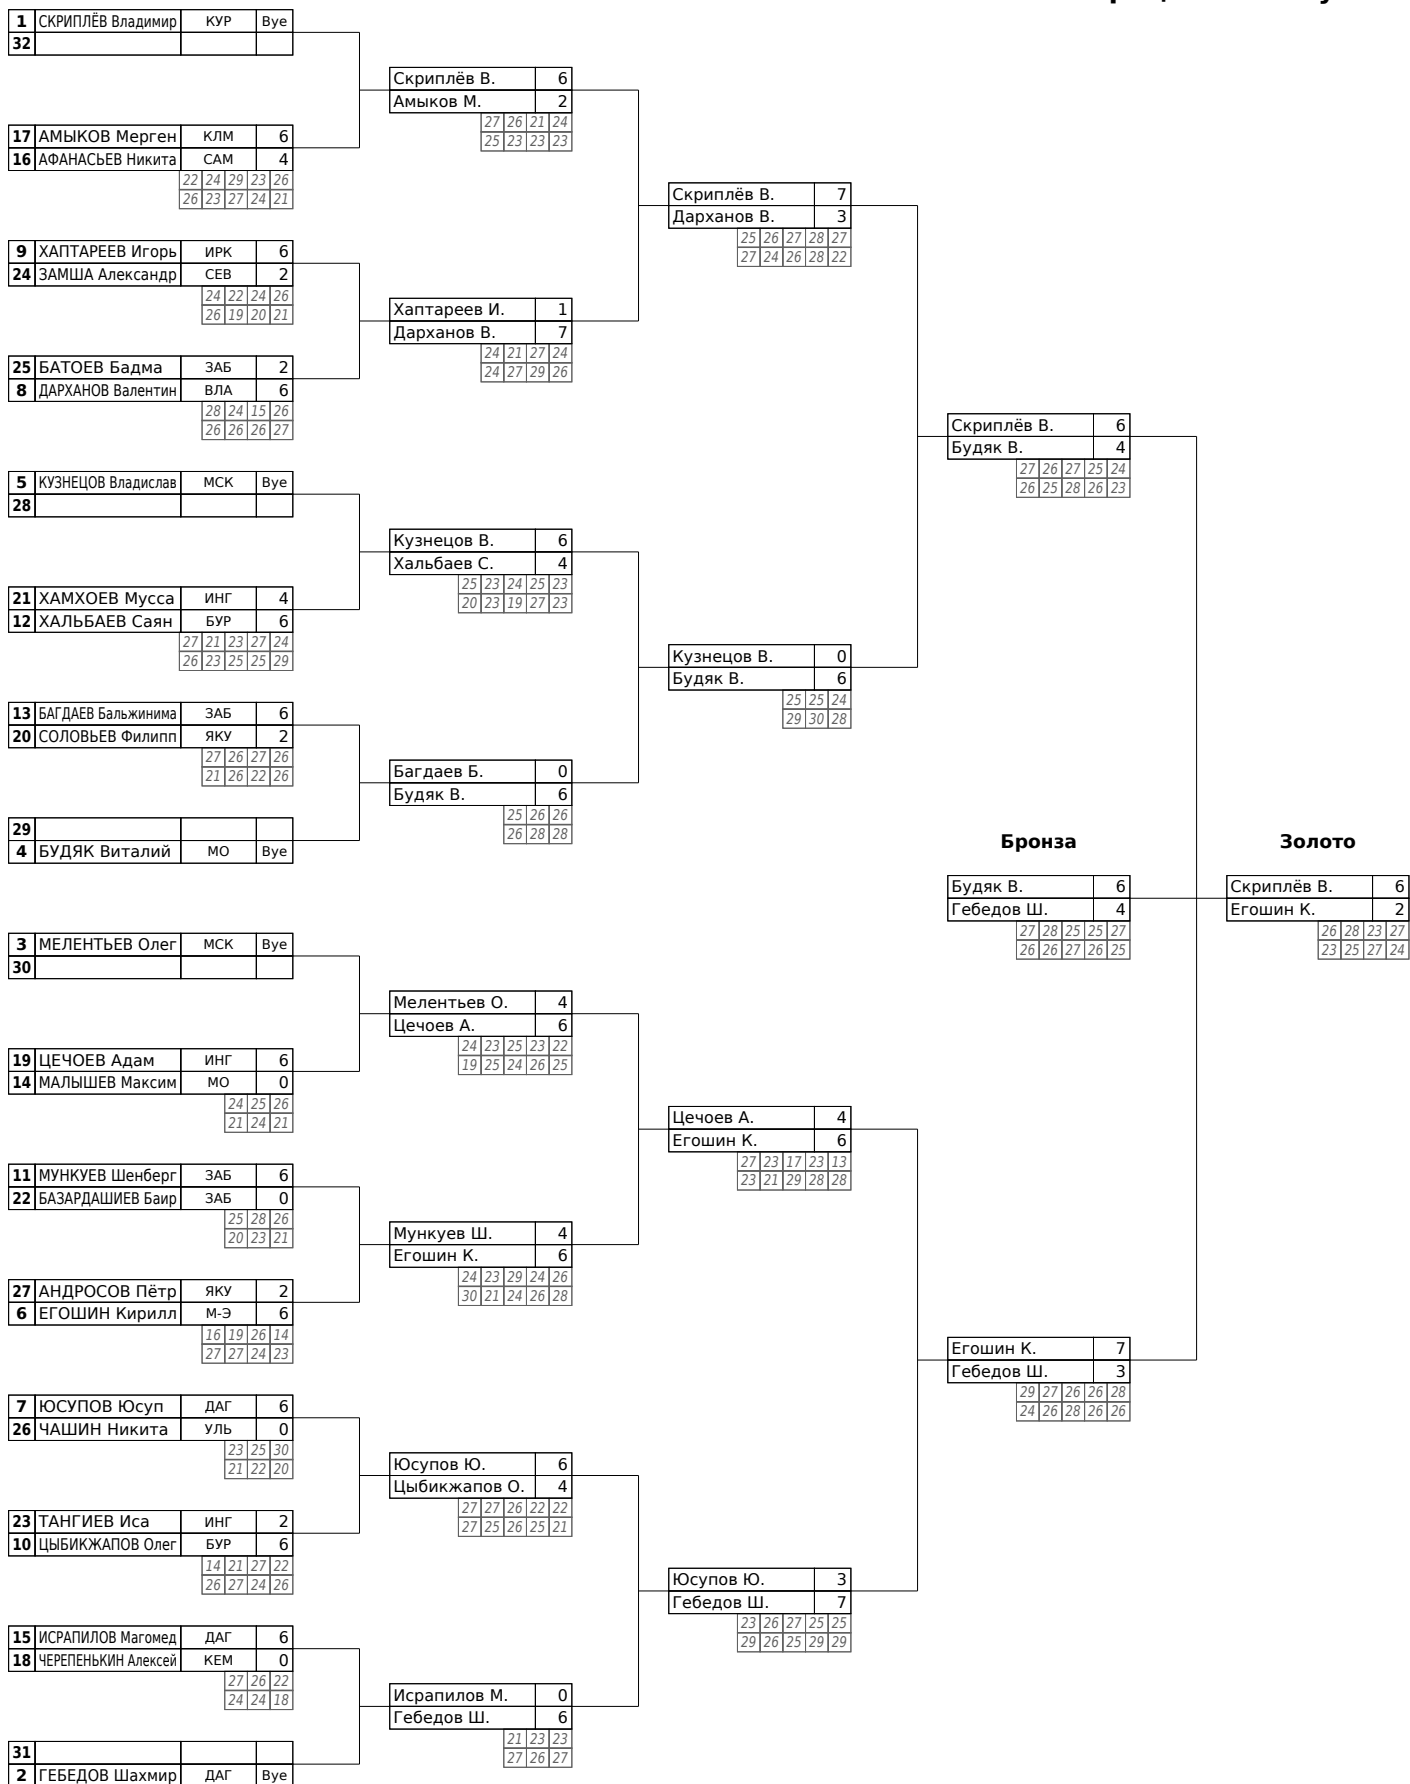 1 СКРИПЛЁВ Владимир КУР Bye
32
Скриплёв В. 6
Амыков М. 2
27 26 21 24
25 23 23 23
17 АМЫКОВ Мерген КЛМ 6
16 АФАНАСЬЕВ Никита САМ 4
22 24 29 23 26
26 23 27 24 21
Скриплёв В. 7
Дарханов В. 3
25 26 27 28 27
27 24 26 28 22
9 ХАПТАРЕЕВ Игорь ИРК 6
24 ЗАМША Александр СЕВ 2
24 22 24 26
26 19 20 21
Хаптареев И. 1
Дарханов В. 7
24 21 27 24
24 27 29 26
25 БАТОЕВ Бадма ЗАБ 2
8 ДАРХАНОВ Валентин ВЛА 6
28 24 15 26
26 26 26 27
Скриплёв В. 6
Будяк В. 4
27 26 27 25 24
26 25 28 26 23
5 КУЗНЕЦОВ Владислав МСК Bye
28
Кузнецов В. 6
Хальбаев С. 4
25 23 24 25 23
20 23 19 27 23
21 ХАМХОЕВ Мусса ИНГ 4
12 ХАЛЬБАЕВ Саян БУР 6
27 21 23 27 24
26 23 25 25 29
Кузнецов В. 0
Будяк В. 6
25 25 24
29 30 28
13 БАГДАЕВ Бальжинима ЗАБ 6
20 СОЛОВЬЕВ Филипп ЯКУ 2
27 26 27 26
21 26 22 26
Багдаев Б. 0
Будяк В. 6
25 26 26
26 28 28
29
4 БУДЯК Виталий МО Bye
Бронза Золото
Будяк В. 6
Гебедов Ш. 4
27 28 25 25 27
26 26 27 26 25
Скриплёв В. 6
Егошин К. 2
26 28 23 27
23 25 27 24
3 МЕЛЕНТЬЕВ Олег МСК Bye
30
Мелентьев О. 4
Цечоев А. 6
24 23 25 23 22
19 25 24 26 25
19 ЦЕЧОЕВ Адам ИНГ 6
14 МАЛЫШЕВ Максим МО 0
24 25 26
21 24 21
Цечоев А. 4
Егошин К. 6
27 23 17 23 13
23 21 29 28 28
11 МУНКУЕВ Шенберг ЗАБ 6
22 БАЗАРДАШИЕВ Баир ЗАБ 0
25 28 26
20 23 21
Мункуев Ш. 4
Егошин К. 6
24 23 29 24 26
30 21 24 26 28
27 АНДРОСОВ Пётр ЯКУ 2
6 ЕГОШИН Кирилл М-Э 6
16 19 26 14
27 27 24 23
Егошин К. 7
Гебедов Ш. 3
29 27 26 26 28
24 26 28 26 26
7 ЮСУПОВ Юсуп ДАГ 6
26 ЧАШИН Никита УЛЬ 0
23 25 30
21 22 20
Юсупов Ю. 6
Цыбикжапов О. 4
27 27 26 22 22
27 25 26 25 21
23 ТАНГИЕВ Иса ИНГ 2
10 ЦЫБИКЖАПОВ Олег БУР 6
14 21 27 22
26 27 24 26
Юсупов Ю. 3
Гебедов Ш. 7
23 26 27 25 25
29 26 25 29 29
15 ИСРАПИЛОВ Магомед ДАГ 6
18 ЧЕРЕПЕНЬКИН Алексей КЕМ 0
27 26 22
24 24 18
Исрапилов М. 0
Гебедов Ш. 6
21 23 23
27 26 27
31
2 ГЕБЕДОВ Шахмир ДАГ Bye